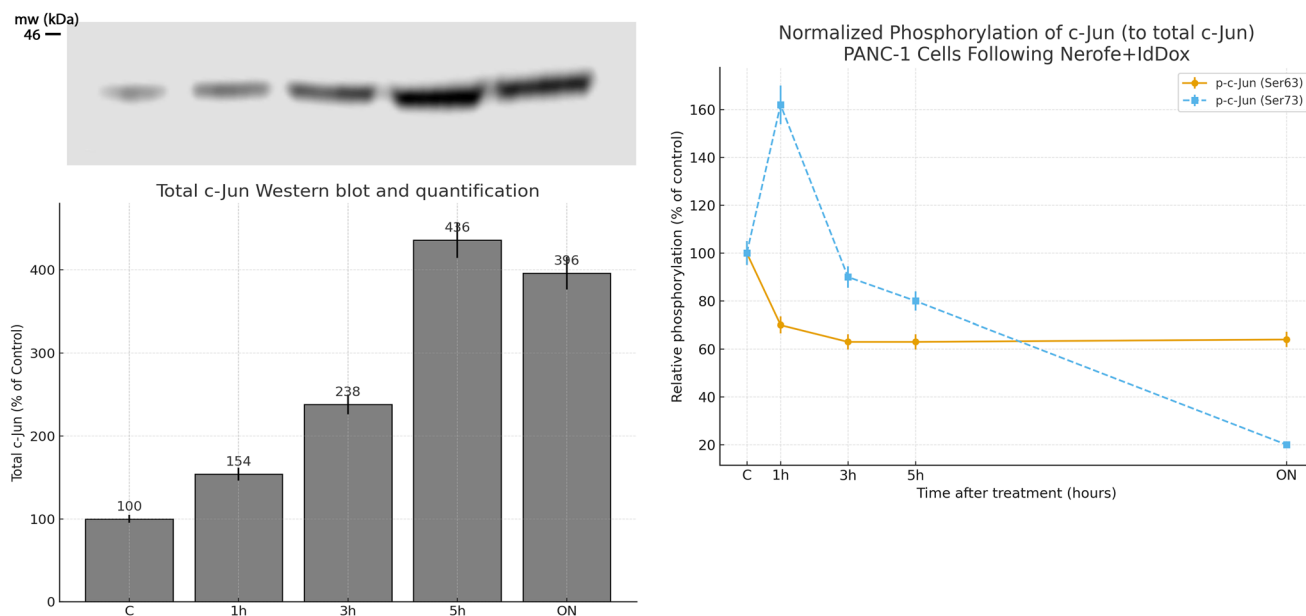 mw (kDa)
46
Total c-Jun Western blot and quantification
Total c-Jun (% of Control)
400
300
200
100
0
100
154
238
436
396
C
1h
3h
5h
ON
Normalized Phosphorylation of c-Jun (to total c-Jun)
PANC-1 Cells Following Nerofe+IdDox
p-c-Jun (Ser63)
p-c-Jun (Ser73)
Relative phosphorylation (% of control)
160
140
120
100
80
60
40
20
C
1h
3h
5h
ON
Time after treatment (hours)